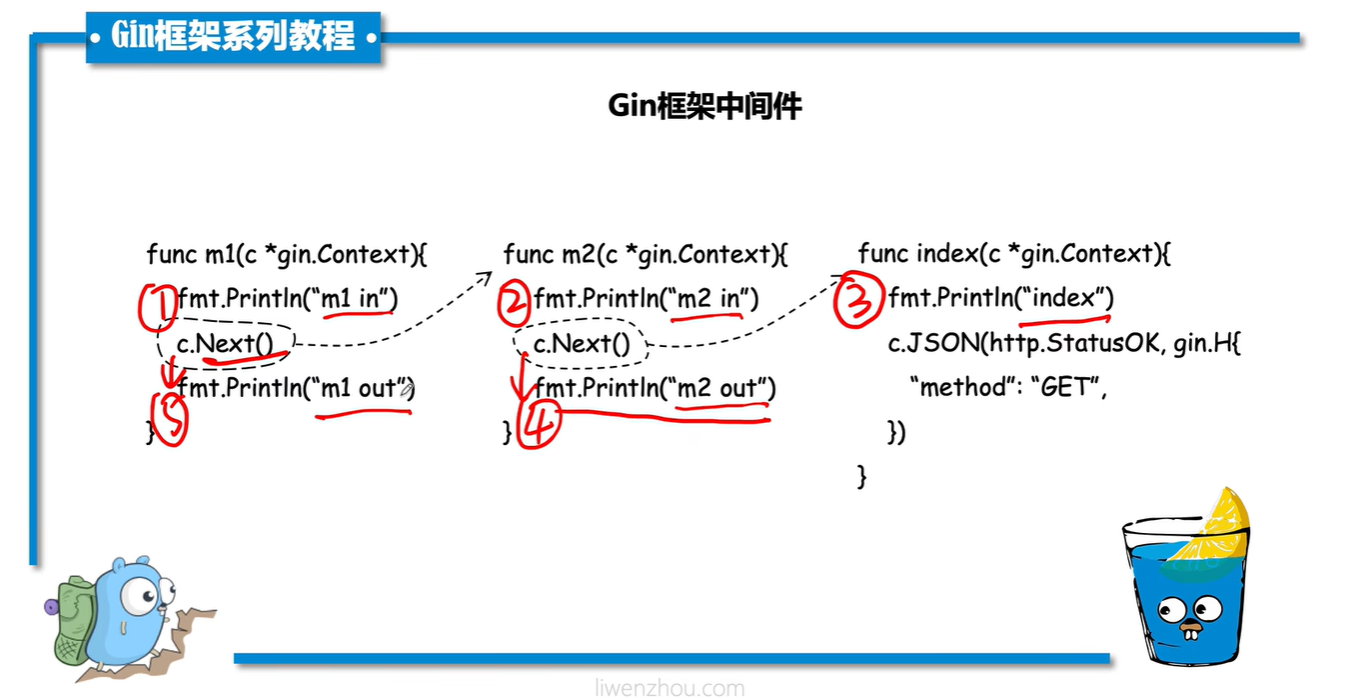 • Gin框架系列教程 •
Gin框架中间件
func m1(c *gin.Context){
① fmt.Println(“m1 in”)
c.Next()
fmt.Println(“m1 out”)
⑤
}
func m2(c *gin.Context){
② fmt.Println(“m2 in”)
c.Next()
fmt.Println(“m2 out”)
} ④
func index(c *gin.Context){
③ fmt.Println(“index”)
c.JSON(http.StatusOK, gin.H{
“method”: “GET”,
})
}
liwenzhou.com